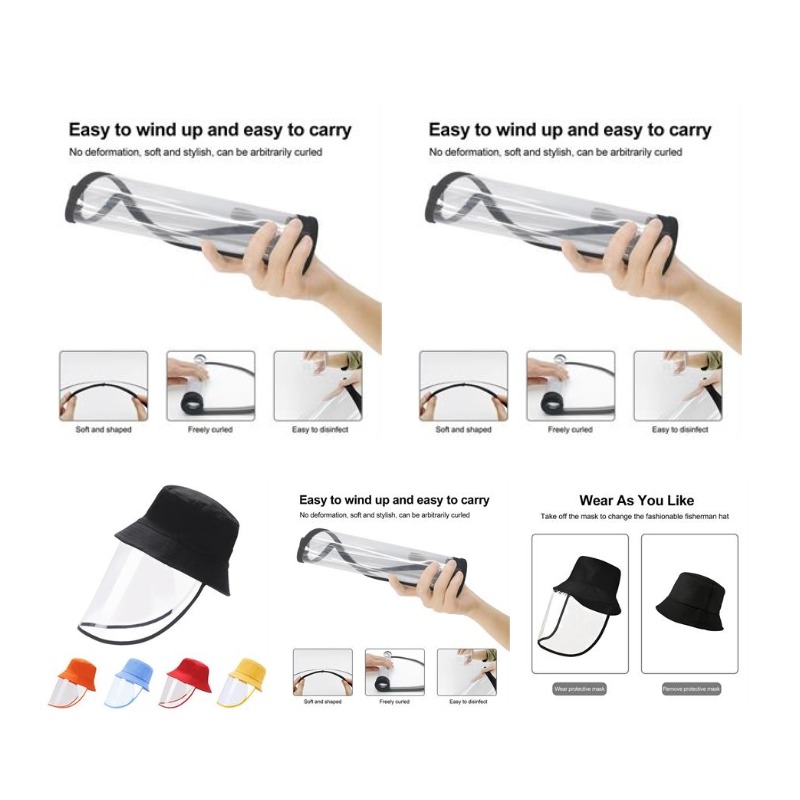 Easy to wind up and easy to carry
No deformation, soft and stylish, can be arbitrarily curled
Soft and shaped
Freely curled
Easy to disinfect
Easy to wind up and easy to carry
No deformation, soft and stylish, can be arbitrarily curled
Soft and shaped
Freely curled
Easy to disinfect
Easy to wind up and easy to carry
No deformation, soft and stylish, can be arbitrarily curled
Soft and shaped
Freely curled
Easy to disinfect
Wear As You Like
Take off the mask to change the fashionable fisherman hat
Wear protective mask
Remove protective mask